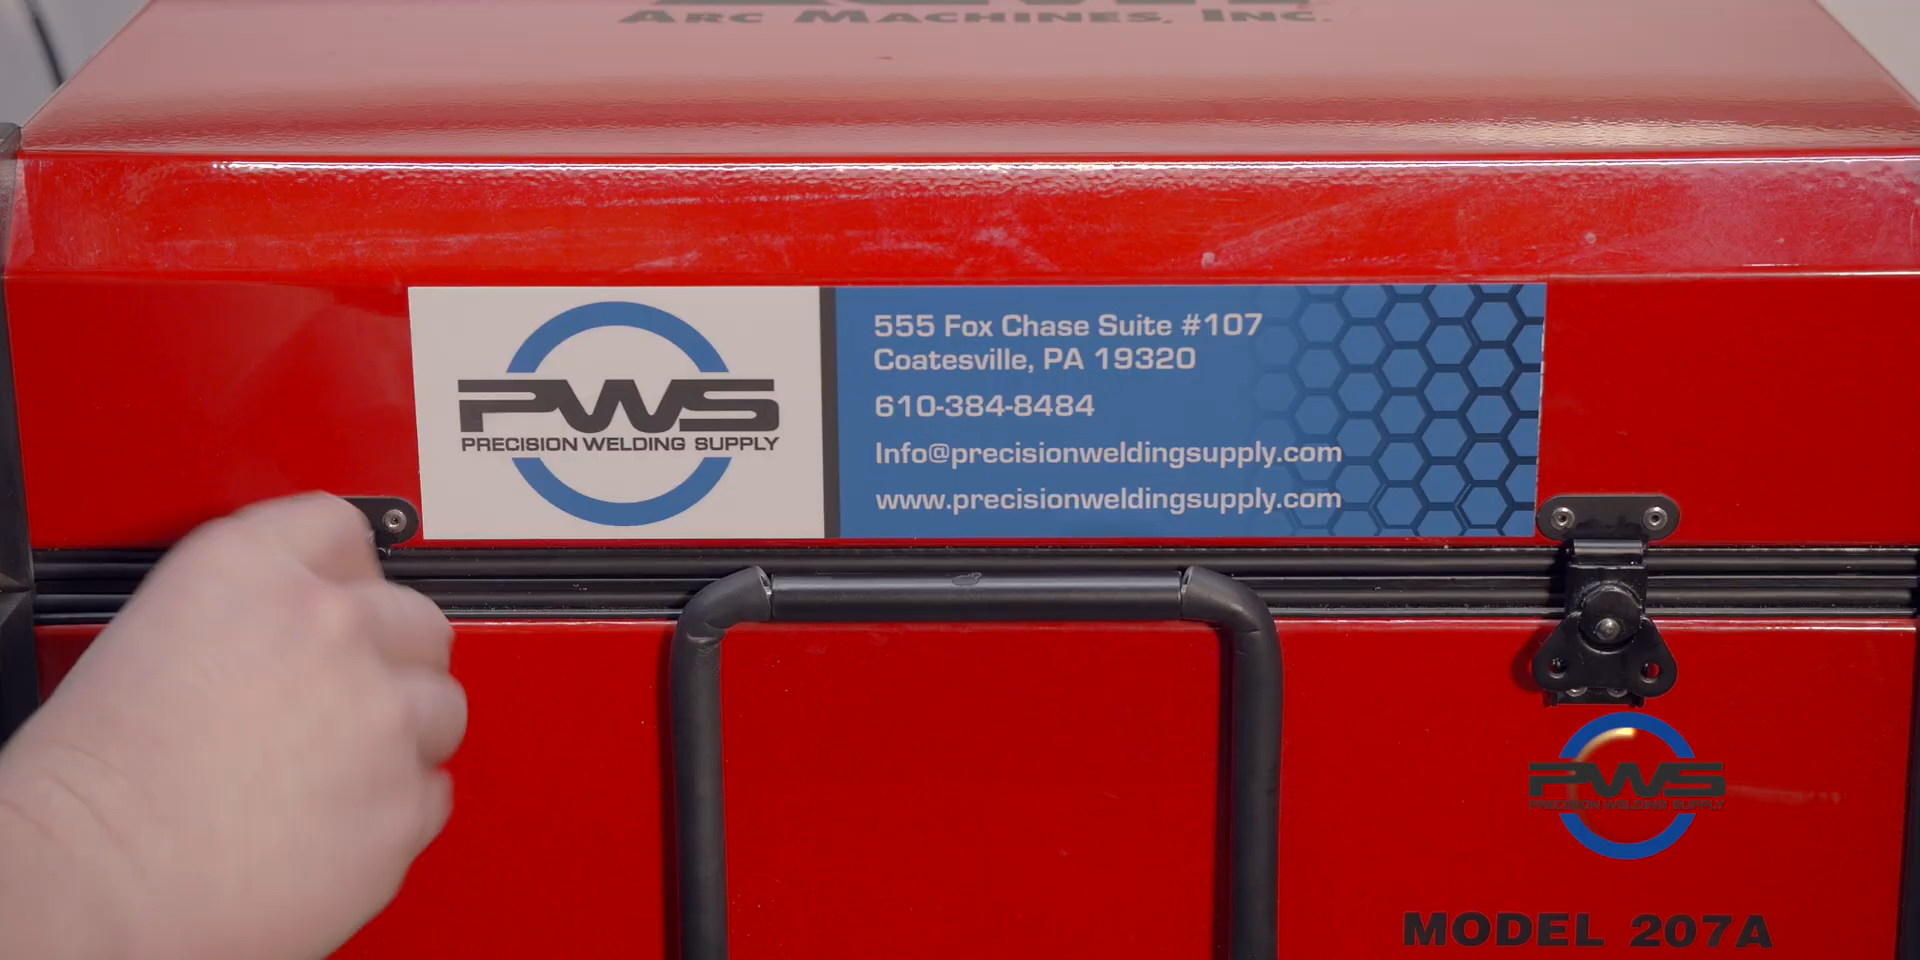 ARC MACHINES, INC.
PWS
PRECISION WELDING SUPPLY
555 Fox Chase Suite #107
Coatesville, PA 19320
610-384-8484
Info@precisionweldingsupply.com
www.precisionweldingsupply.com
PWS
PRECISION WELDING SUPPLY
MODEL 207A